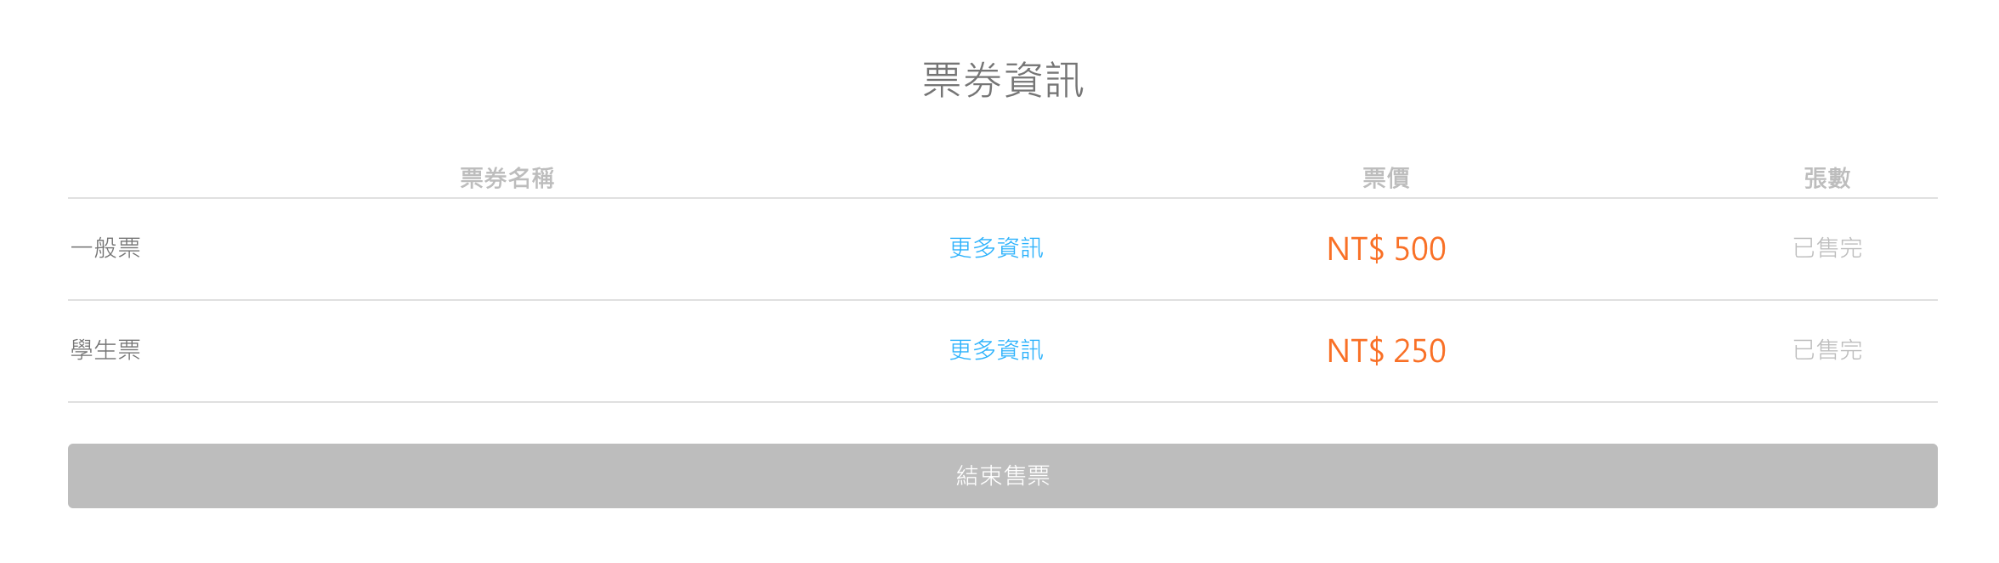 票券資訊
票券名稱 票價 張數
一般票 更多資訊 NT$ 500 已售完
學生票 更多資訊 NT$ 250 已售完
結束售票